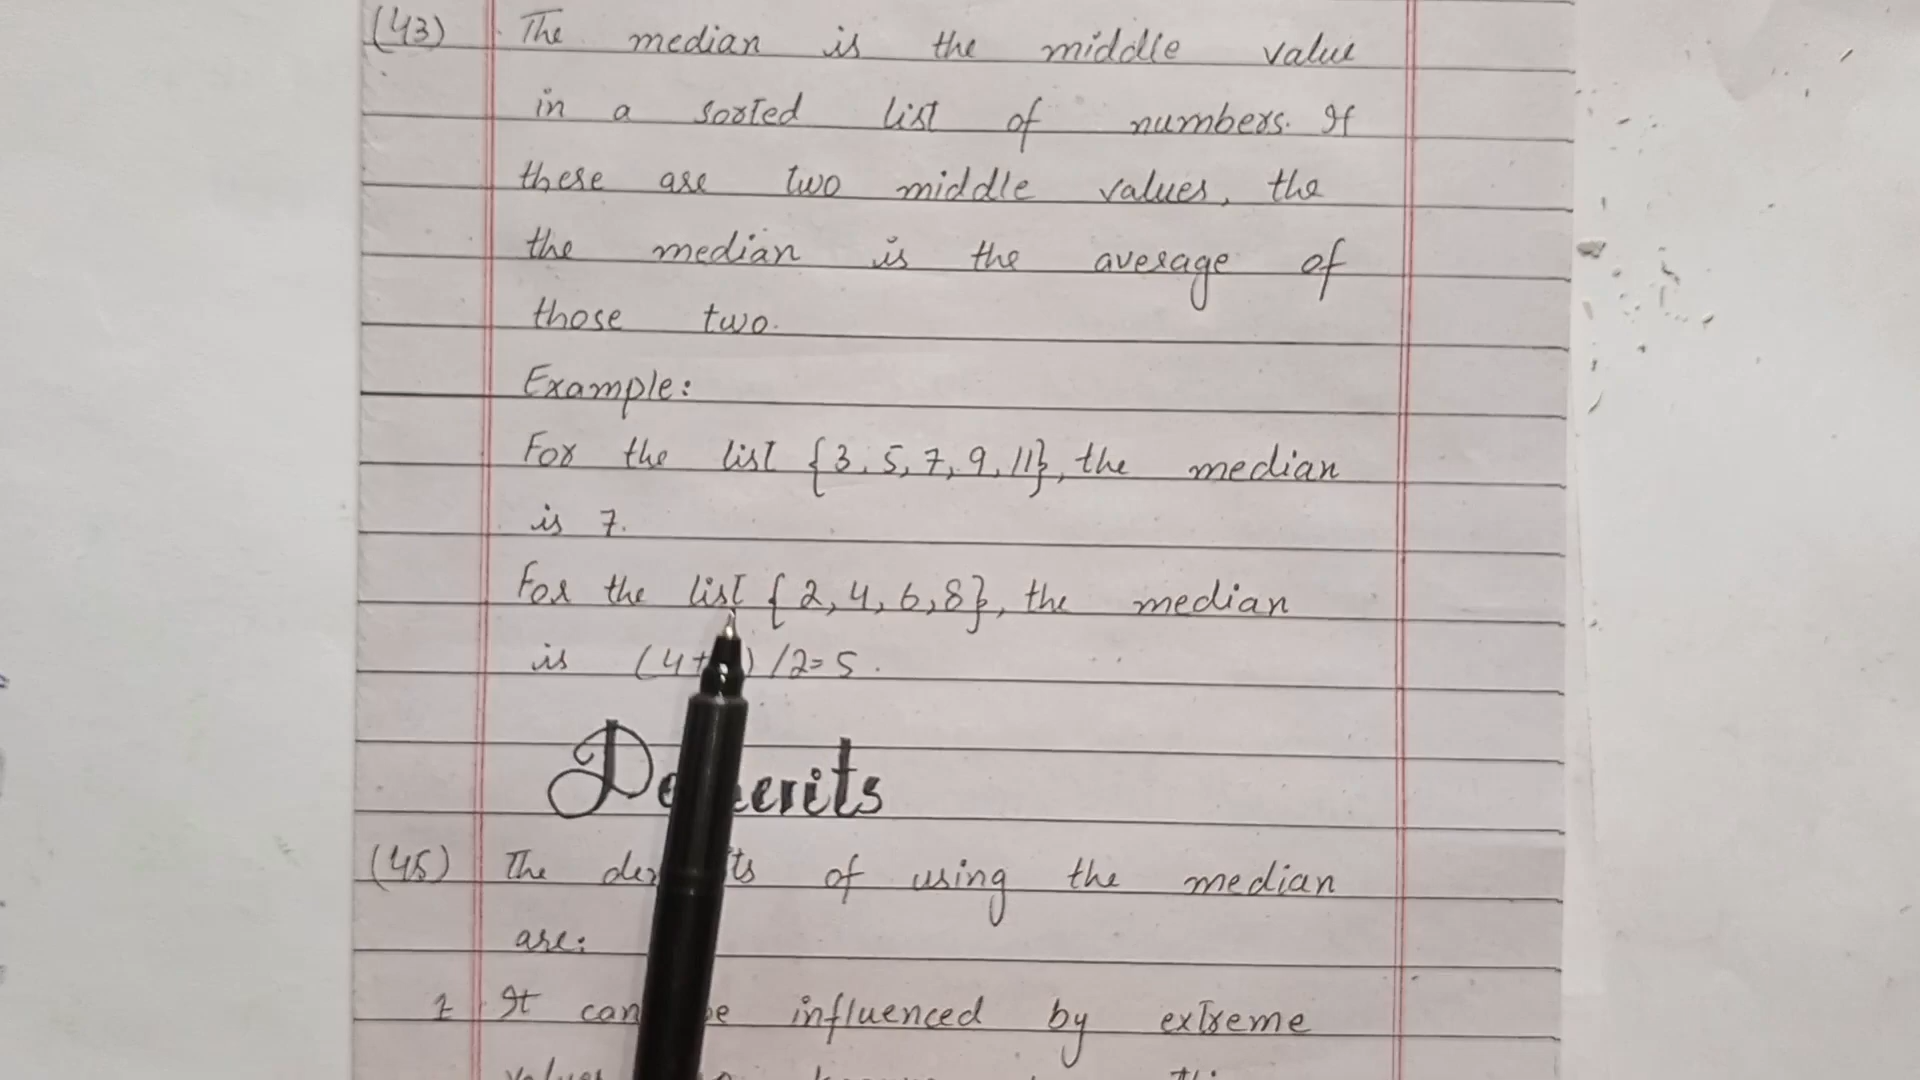 (43) The median is the middle value
in a sorted list of numbers. If
these are two middle values, the
the median is the average of
those two.
Example:
For the list {3, 5, 7, 9, 11}, the median
is 7.
For the list {2, 4, 6, 8}, the median
is (4+ ) /2=5.
(45) The of using the median
are:
1 It can influenced by extreme
values